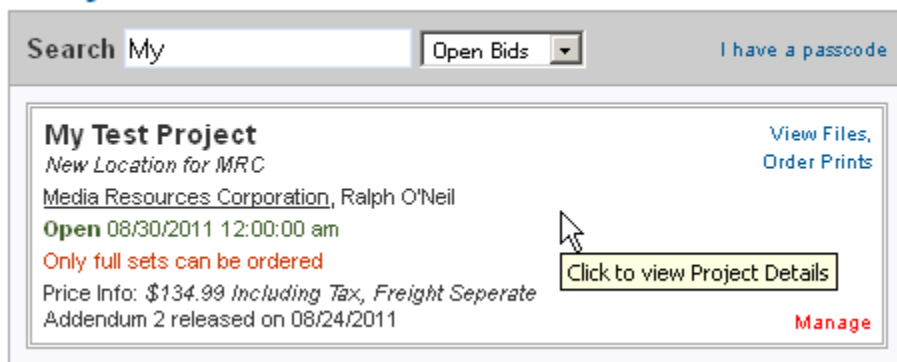 Search My Open Bids I have a passcode
My Test Project
New Location for MRC
View Files,
Order Prints
Media Resources Corporation, Ralph O'Neil
Open 08/30/2011 12:00:00 am
Only full sets can be ordered
Click to view Project Details
Price Info: $134.99 Including Tax, Freight Seperate
Addendum 2 released on 08/24/2011
Manage